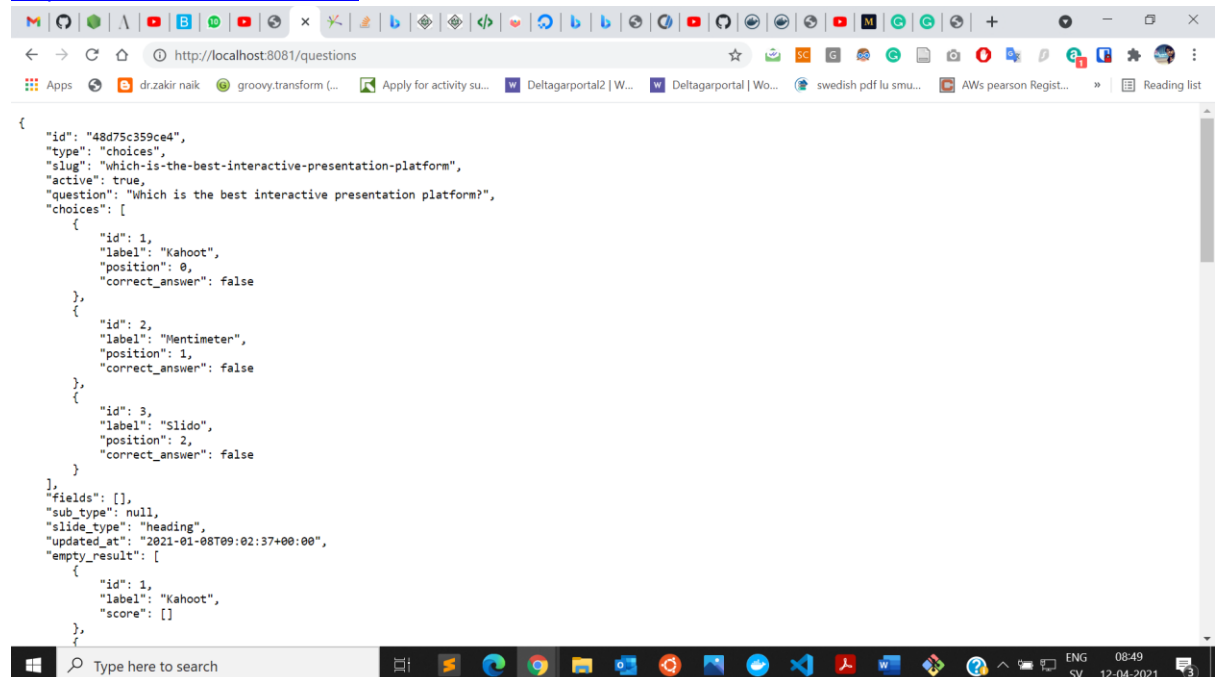 http://localhost:8081/questions
Apps
dr.zakir naik
groovy.transform (...
Apply for activity su...
Deltagarportal2 | W...
Deltagarportal | Wo...
swedish pdf lu smu...
AWs pearson Regist...
»
Reading list
{
"id": "48d75c359ce4",
"type": "choices",
"slug": "which-is-the-best-interactive-presentation-platform",
"active": true,
"question": "Which is the best interactive presentation platform?",
"choices": [
{
"id": 1,
"label": "Kahoot",
"position": 0,
"correct_answer": false
},
{
"id": 2,
"label": "Mentimeter",
"position": 1,
"correct_answer": false
},
{
"id": 3,
"label": "Slido",
"position": 2,
"correct_answer": false
}
],
"fields": [],
"sub_type": null,
"slide_type": "heading",
"updated_at": "2021-01-08T09:02:37+00:00",
"empty_result": [
{
"id": 1,
"label": "Kahoot",
"score": []
},
{
Type here to search
ENG
SV
08:49
12-04-2021